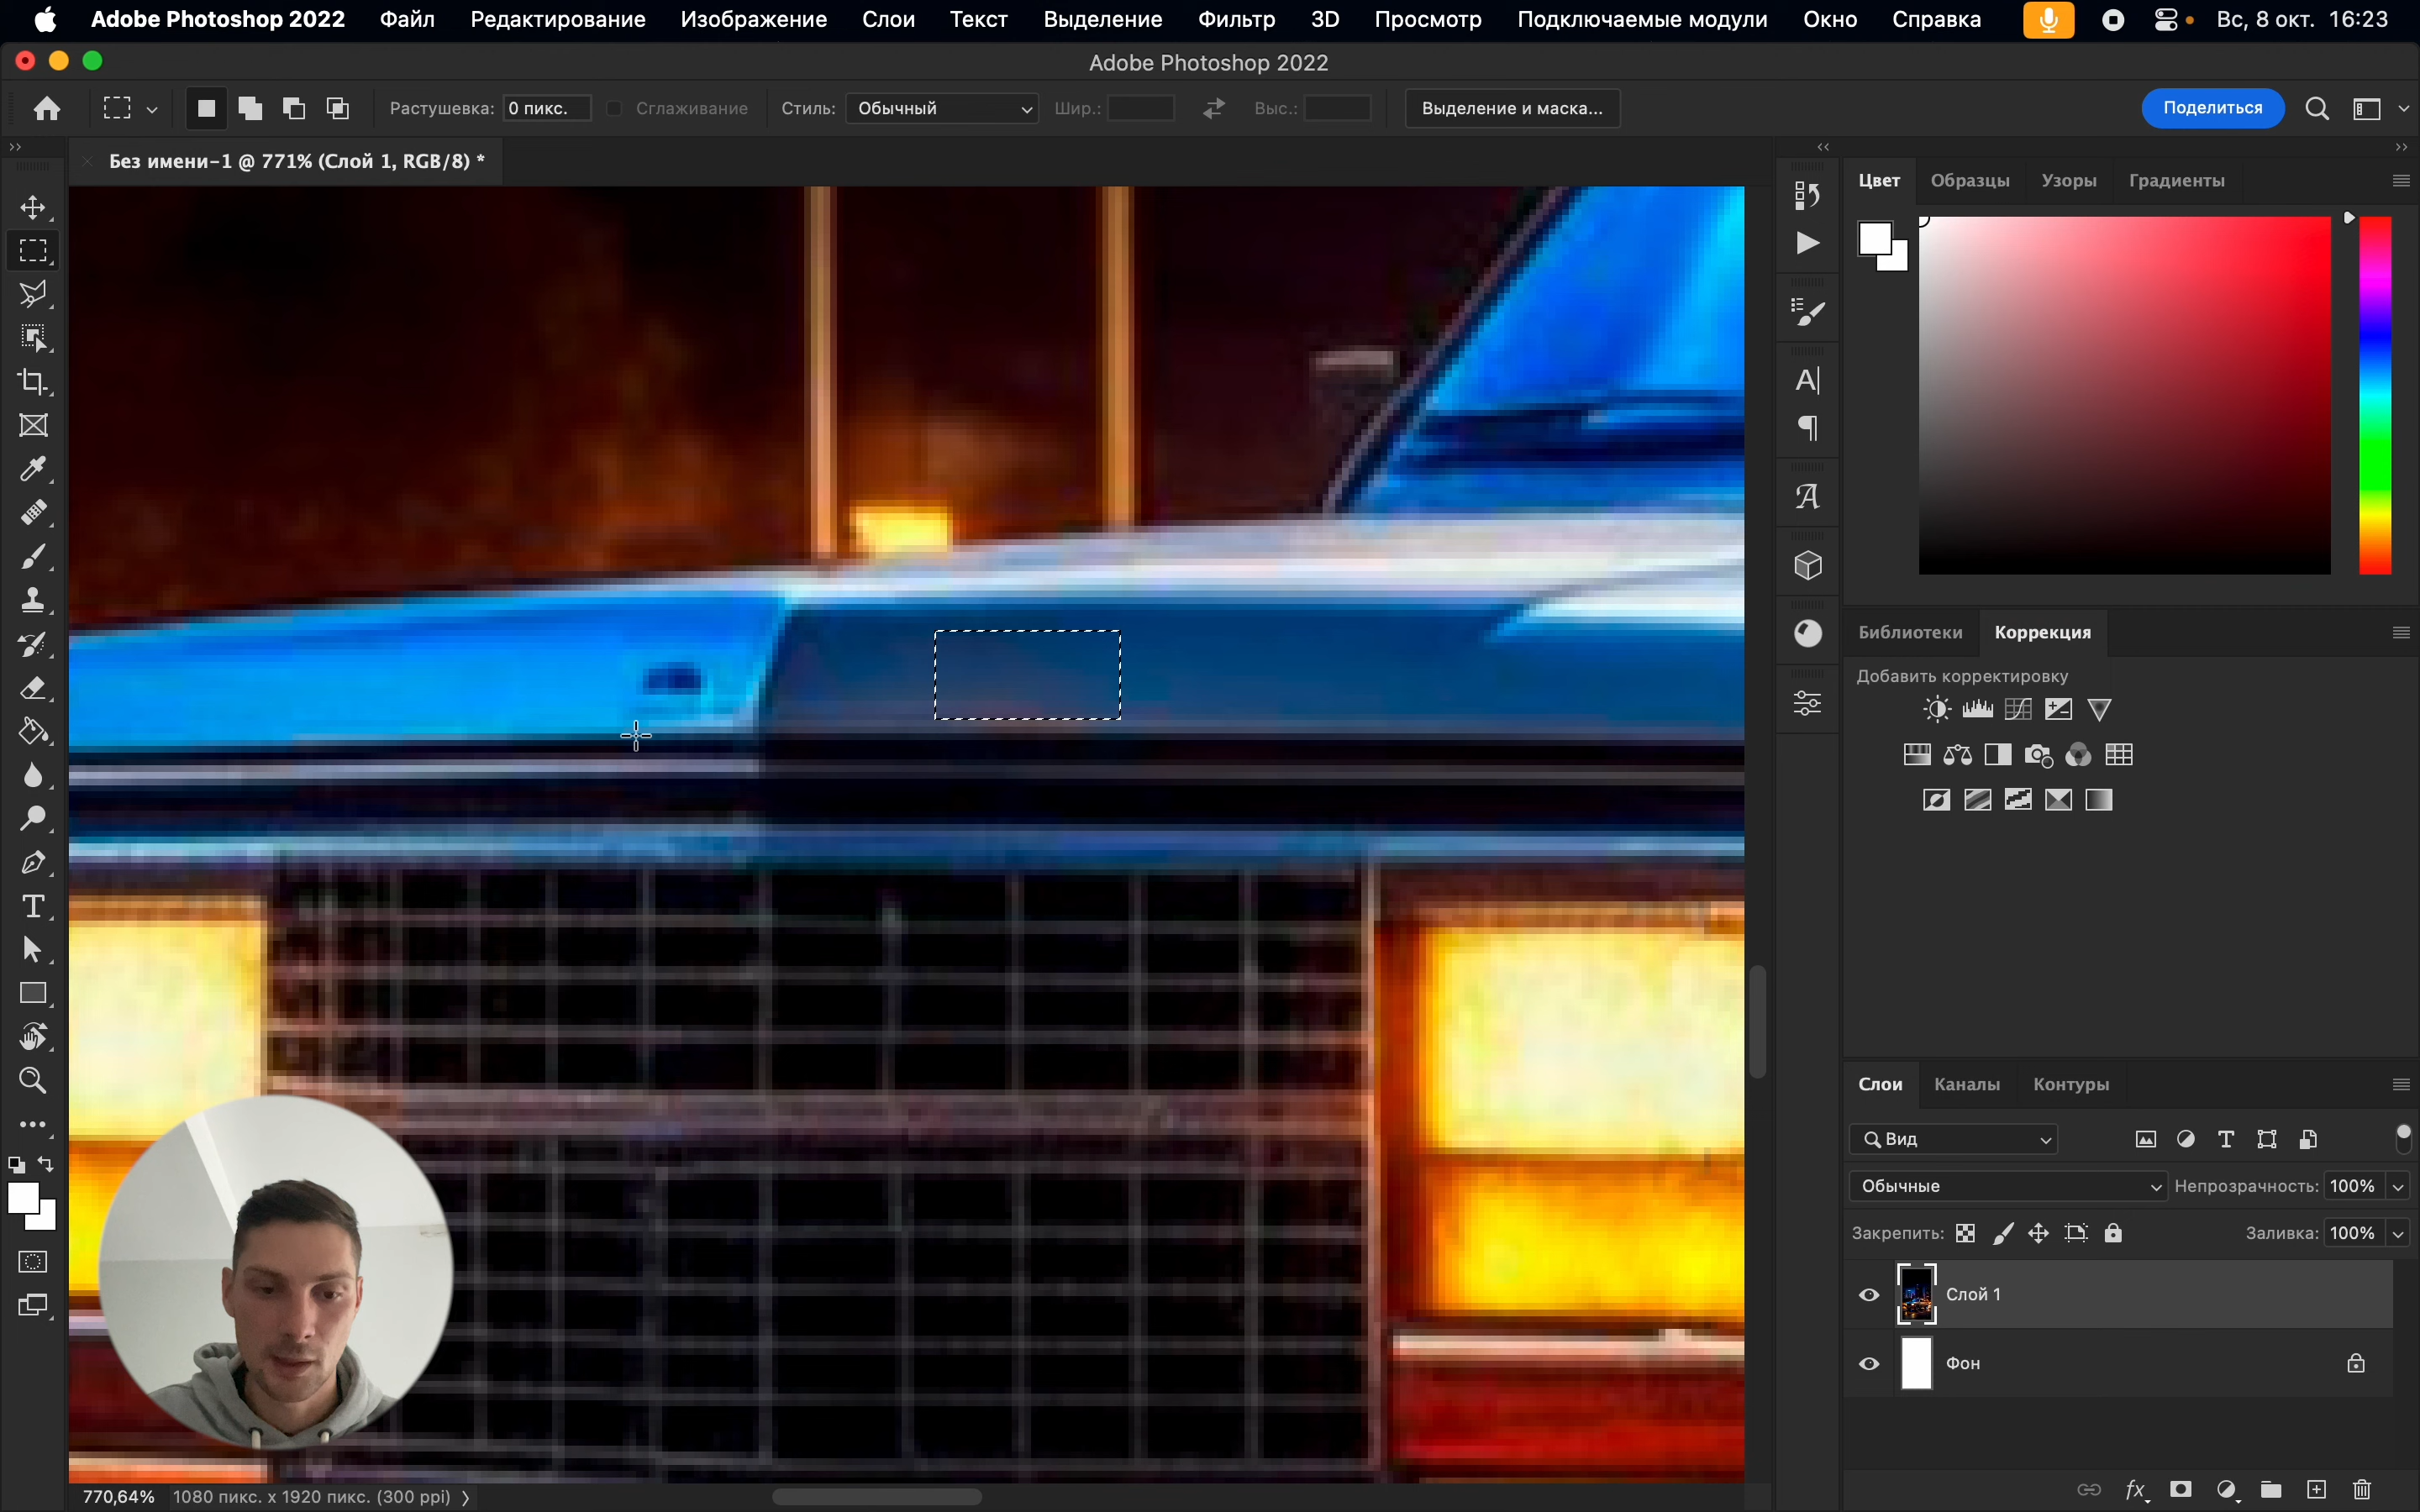 Adobe Photoshop 2022 Файл Редактирование Изображение Слои Текст Выделение Фильтр 3D Просмотр Подключаемые модули Окно Справка Вс, 8 окт. 16:23
Adobe Photoshop 2022
Растушевка: 0 пикс. Сглаживание Стиль: Обычный Шир.: Выс.: Выделение и маска... Поделиться
Без имени-1 @ 771% (Слой 1, RGB/8) *
Цвет Образцы Узоры Градиенты
Библиотеки Коррекция
Добавить корректировку
Слои Каналы Контуры
Вид
Обычные Непрозрачность: 100%
Закрепить: Заливка: 100%
Слой 1
Фон
770,64% 1080 пикс. x 1920 пикс. (300 ppi)